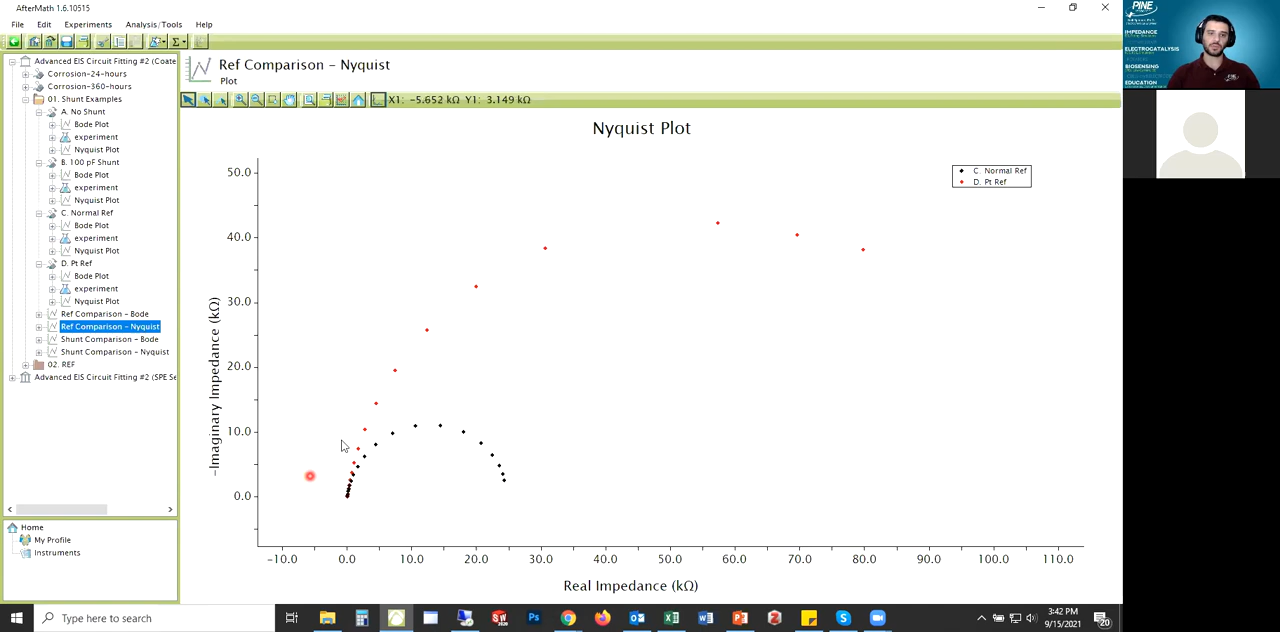 AfterMath 1.6.10515
File Edit Experiments Analysis/Tools Help
Advanced EIS Circuit Fitting #2 (Coate
Corrosion-24-hours
Corrosion-360-hours
01. Shunt Examples
A. No Shunt
Bode Plot
experiment
Nyquist Plot
B. 100 pF Shunt
Bode Plot
experiment
Nyquist Plot
C. Normal Ref
Bode Plot
experiment
Nyquist Plot
D. Pt Ref
Bode Plot
experiment
Nyquist Plot
Ref Comparison - Bode
Ref Comparison - Nyquist
Shunt Comparison - Bode
Shunt Comparison - Nyquist
02. REF
Advanced EIS Circuit Fitting #2 (SPE Se
Home
My Profile
Instruments
Ref Comparison - Nyquist
Plot
X1: -5.652 kΩ Y1: 3.149 kΩ
Nyquist Plot
C. Normal Ref
D. Pt Ref
-Imaginary Impedance (kΩ)
50.0
40.0
30.0
20.0
10.0
0.0
-10.0 0.0 10.0 20.0 30.0 40.0 50.0 60.0 70.0 80.0 90.0 100.0 110.0
Real Impedance (kΩ)
PINE
IMPEDANCE
ELECTROCATALYSIS
BIOSENSING
EDUCATION
Type here to search
3:42 PM
9/15/2021
20